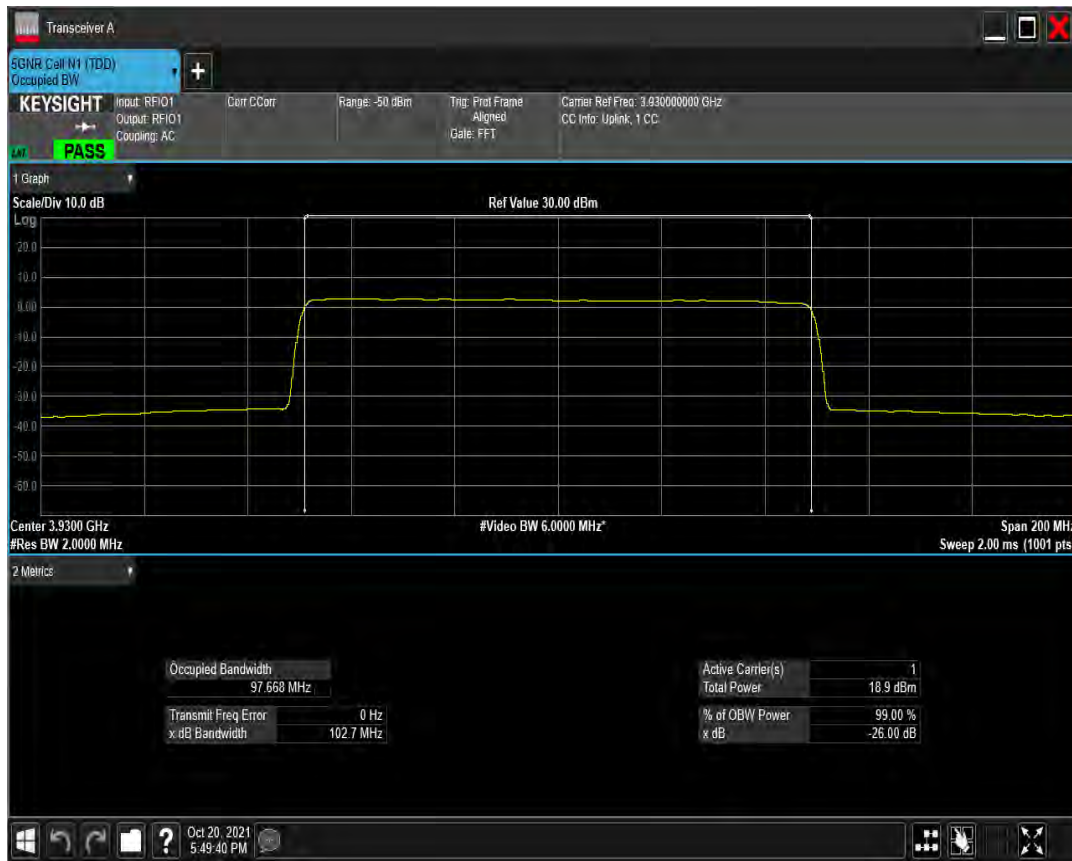 Transceiver A
5GNR Cell N1 (TDD)
Occupied BW
+
KEYSIGHT
Input: RFIO1
Output: RFIO1
Coupling: AC
Corr CCorr
Range: -50 dBm
Trig: Prdt Frame
Aligned
Gate: FFT
Carrier Ref Freq: 3.930000000 GHz
CC Info: Uplink, 1 CC
PASS
1 Graph
Scale/Div 10.0 dB
Ref Value 30.00 dBm
Log
20.0
10.0
0.00
-10.0
-20.0
-30.0
-40.0
-50.0
-60.0
Center 3.9300 GHz
#Video BW 6.0000 MHz*
Span 200 MHz
#Res BW 2.0000 MHz
Sweep 2.00 ms (1001 pts
2 Metrics
Occupied Bandwidth
97.668 MHz
Transmit Freq Error 0 Hz
x dB Bandwidth 102.7 MHz
Active Carrier(s) 1
Total Power 18.9 dBm
% of OBW Power 99.00 %
x dB -26.00 dB
?
Oct 20, 2021
5:49:40 PM